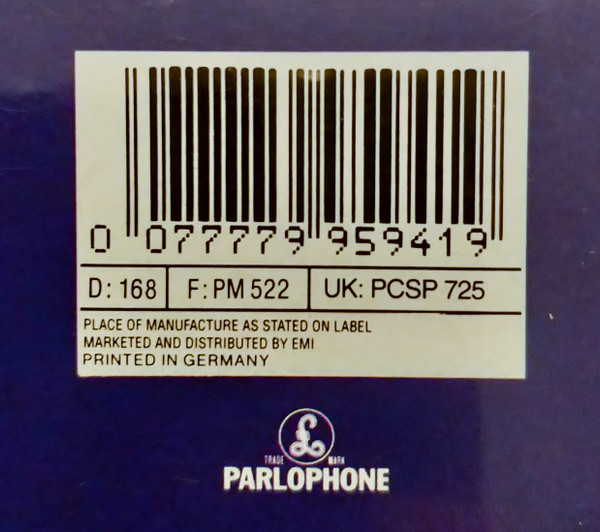 0 077779 959419
D: 168 F: PM 522 UK: PCSP 725
PLACE OF MANUFACTURE AS STATED ON LABEL
MARKETED AND DISTRIBUTED BY EMI
PRINTED IN GERMANY
£
TRADE MARK
PARLOPHONE